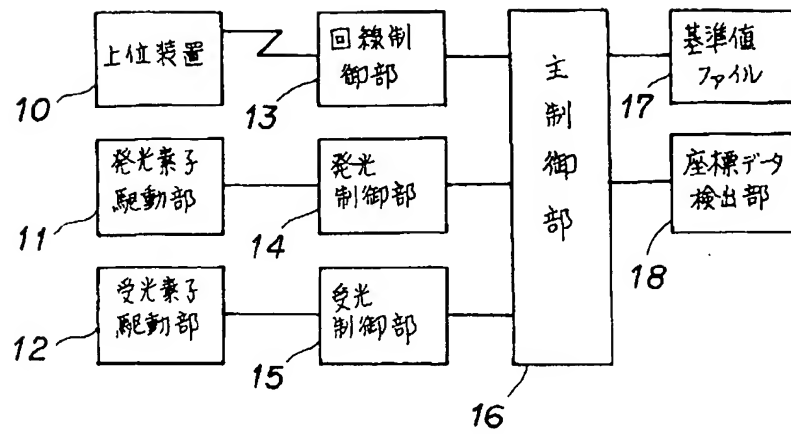 上位装置
10
回線制
御部
13
主制御部
16
基準値
ファイル
17
発光素子
駆動部
11
発光
制御部
14
座標データ
検出部
18
受光素子
駆動部
12
受光
制御部
15